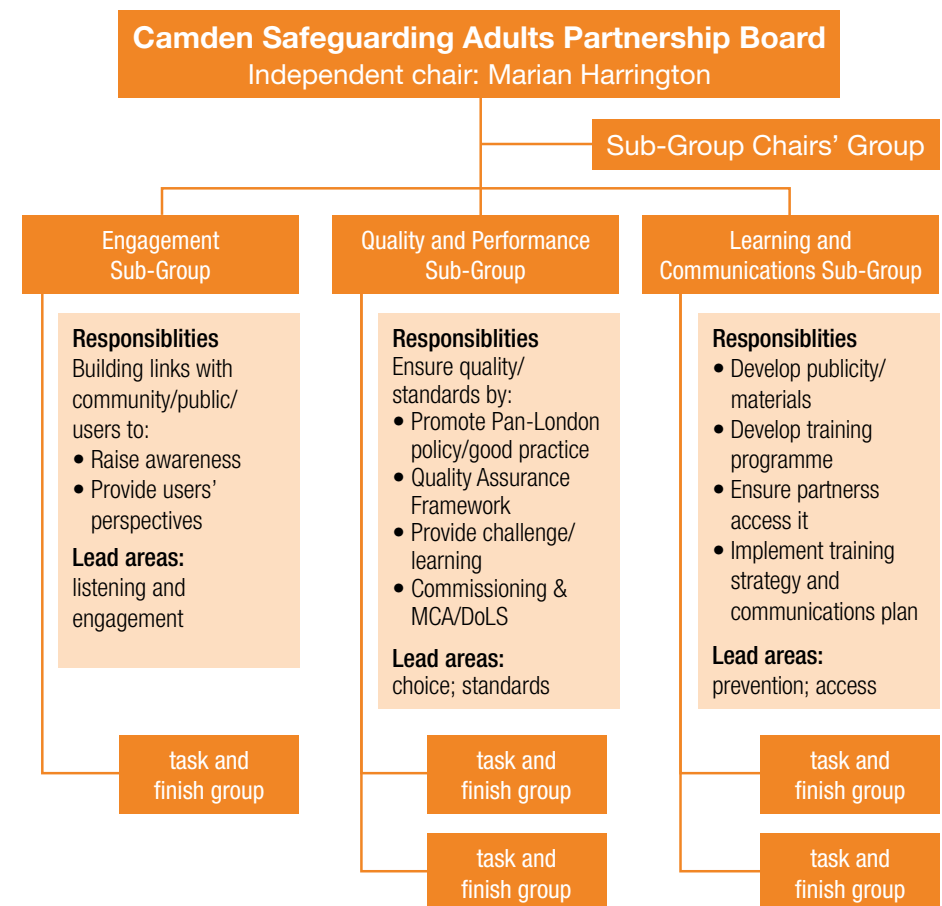 Camden Safeguarding Adults Partnership Board
Independent chair: Marian Harrington
Sub-Group Chairs' Group
Engagement
Sub-Group
Responsiblities
Building links with
community/public/
users to:
• Raise awareness
• Provide users'
perspectives
Lead areas:
listening and
engagement
task and
finish group
Quality and Performance
Sub-Group
Responsiblities
Ensure quality/
standards by:
• Promote Pan-London
policy/good practice
• Quality Assurance
Framework
• Provide challenge/
learning
• Commissioning &
MCA/DoLS
Lead areas:
choice; standards
task and
finish group
task and
finish group
Learning and
Communications Sub-Group
Responsiblities
• Develop publicity/
materials
• Develop training
programme
• Ensure partnerss
access it
• Implement training
strategy and
communications plan
Lead areas:
prevention; access
task and
finish group
task and
finish group